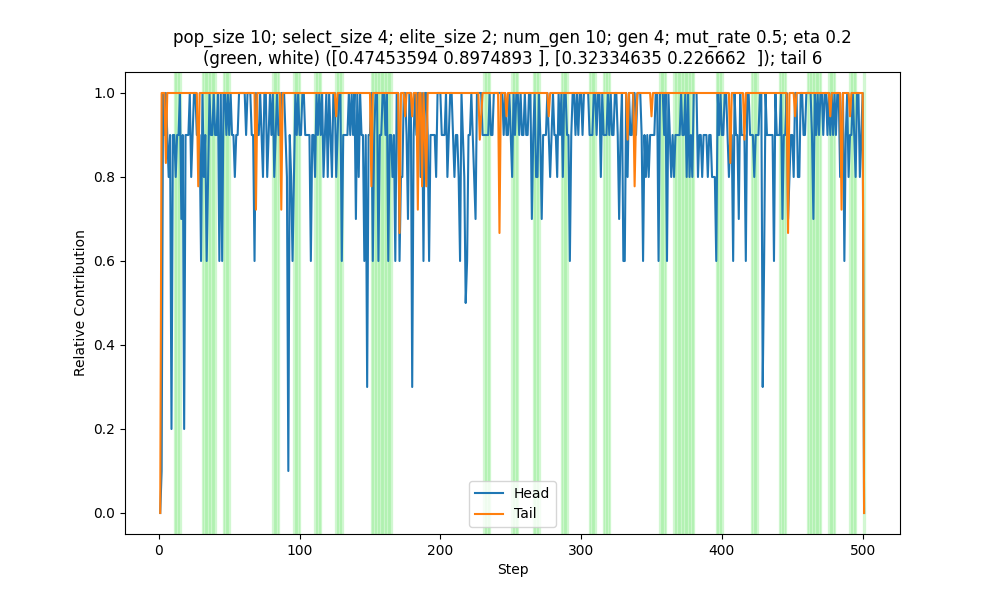 pop_size 10; select_size 4; elite_size 2; num_gen 10; gen 4; mut_rate 0.5; eta 0.2
(green, white) ([0.47453594 0.8974893 ], [0.32334635 0.226662  ]); tail 6
1.0
0.8
0.6
0.4
0.2
0.0
Relative Contribution
Head
Tail
0
100
200
300
400
500
Step